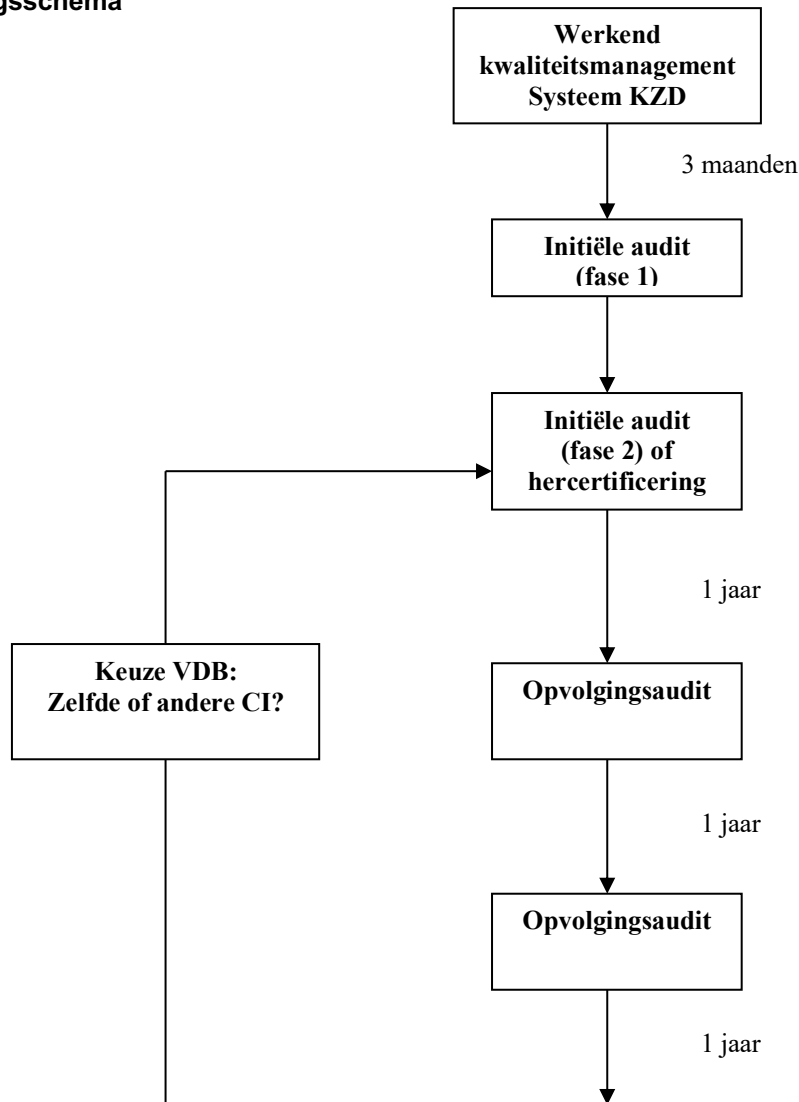 gsschema
Werkend
kwaliteitsmanagement
Systeem KZD
3 maanden
Initiële audit
(fase 1)
Initiële audit
(fase 2) of
hercertificering
1 jaar
Keuze VDB:
Zelfde of andere CI?
Opvolgingsaudit
1 jaar
Opvolgingsaudit
1 jaar